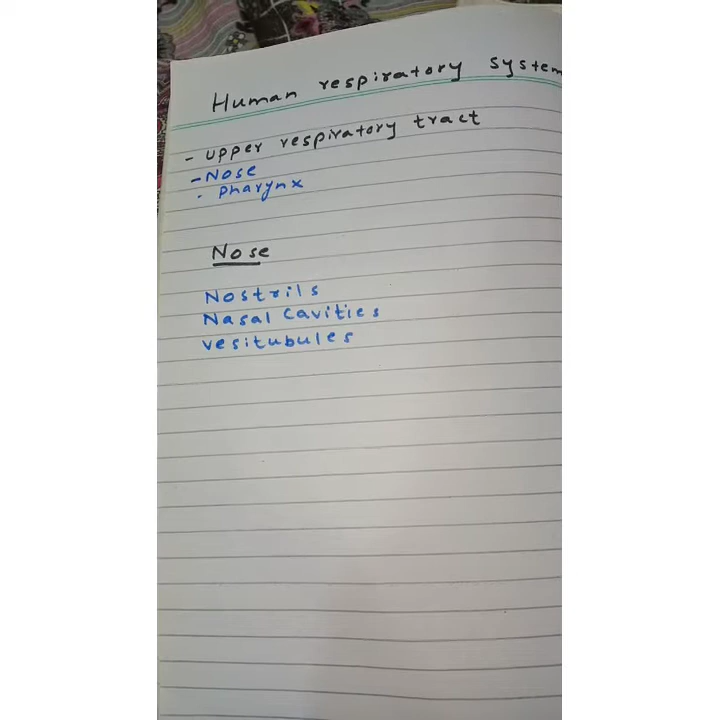 Human respiratory system
- Upper respiratory tract
- Nose
. Pharynx
Nose
Nostrils
Nasal Cavities
vesitubules